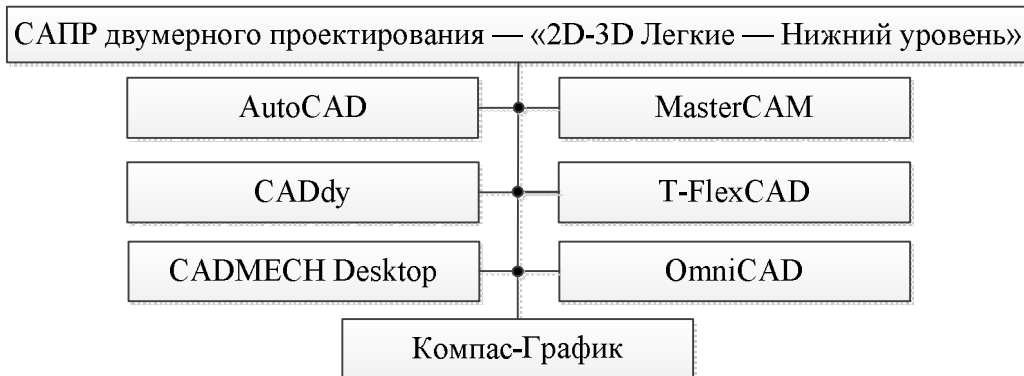 САПР двумерного проектирования — «2D-3D Легкие — Нижний уровень»
AutoCAD
MasterCAM
CADdy
T-FlexCAD
CADMECH Desktop
OmniCAD
Компас-График